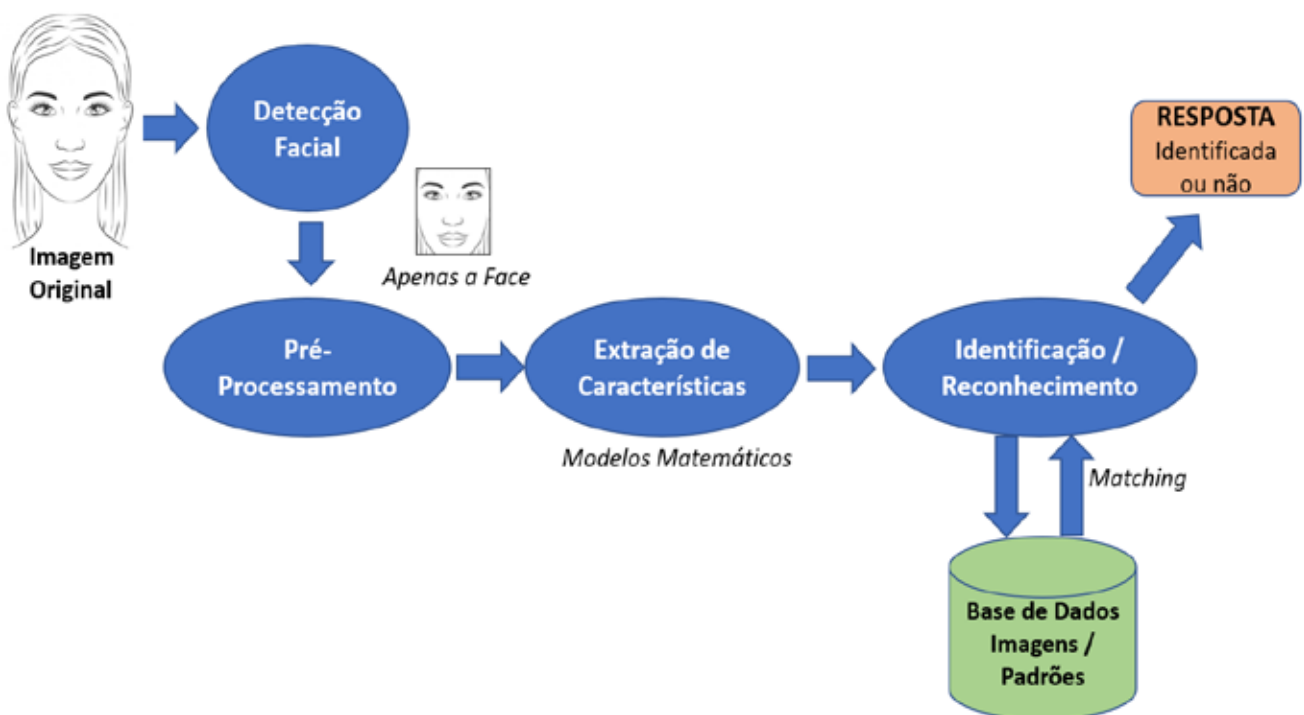 Imagem
Original
Detecção
Facial
Apenas a Face
Pré-
Processamento
Extração de
Características
Modelos Matemáticos
Identificação /
Reconhecimento
RESPOSTA
Identificada
ou não
Matching
Base de Dados
Imagens /
Padrões